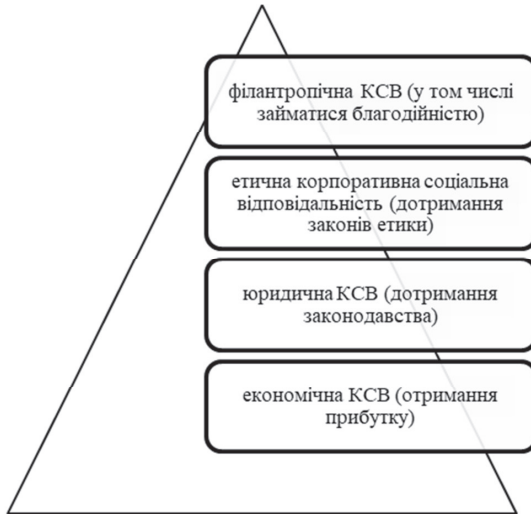 філантропічна КСВ (у том числі
займатися благодійністю)
етична корпоративна соціальна
відповідальність (дотримання
законів етики)
юридична КСВ (дотримання
законодавства)
економічна КСВ (отримання
прибутку)